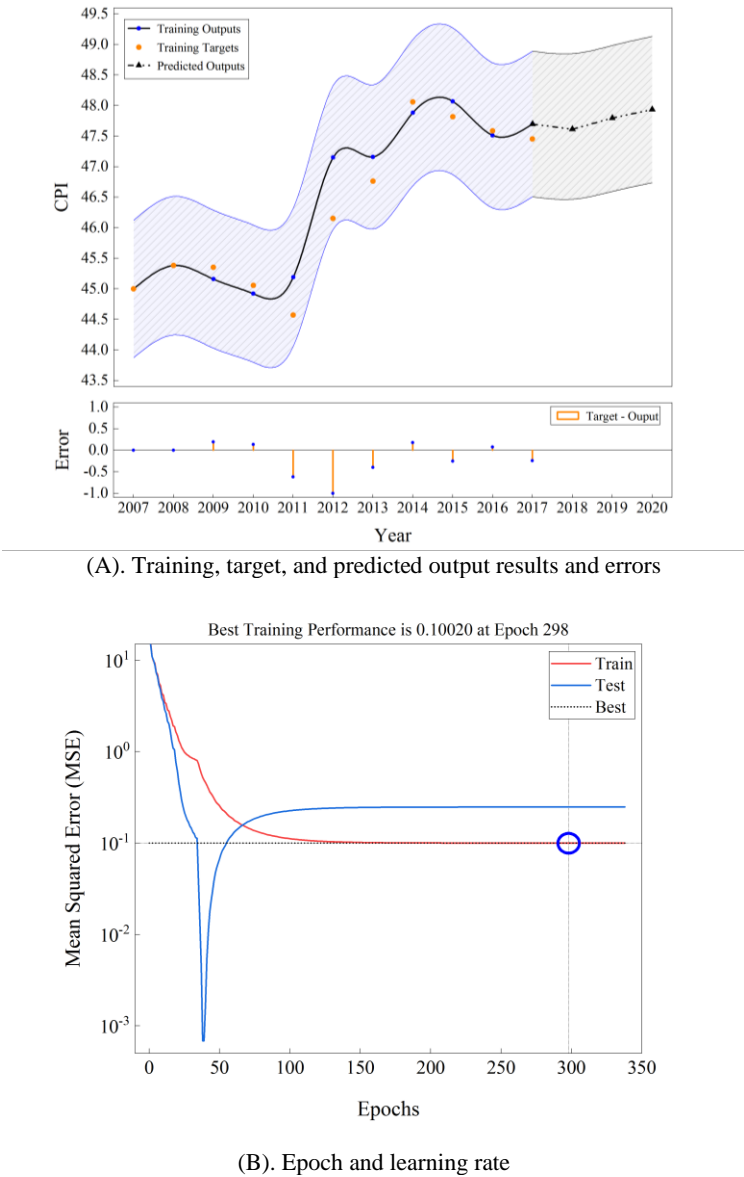 49.5
49.0
48.5
48.0
47.5
47.0
46.5
46.0
45.5
45.0
44.5
44.0
43.5
CPI
Training Outputs
Training Targets
Predicted Outputs
1.0
0.5
0.0
-0.5
-1.0
Error
Target - Ouput
2007 2008 2009 2010 2011 2012 2013 2014 2015 2016 2017 2018 2019 2020
Year
(A). Training, target, and predicted output results and errors
Best Training Performance is 0.10020 at Epoch 298
10^1
10^0
10^-1
10^-2
10^-3
Mean Squared Error (MSE)
Train
Test
Best
0 50 100 150 200 250 300 350
Epochs
(B). Epoch and learning rate